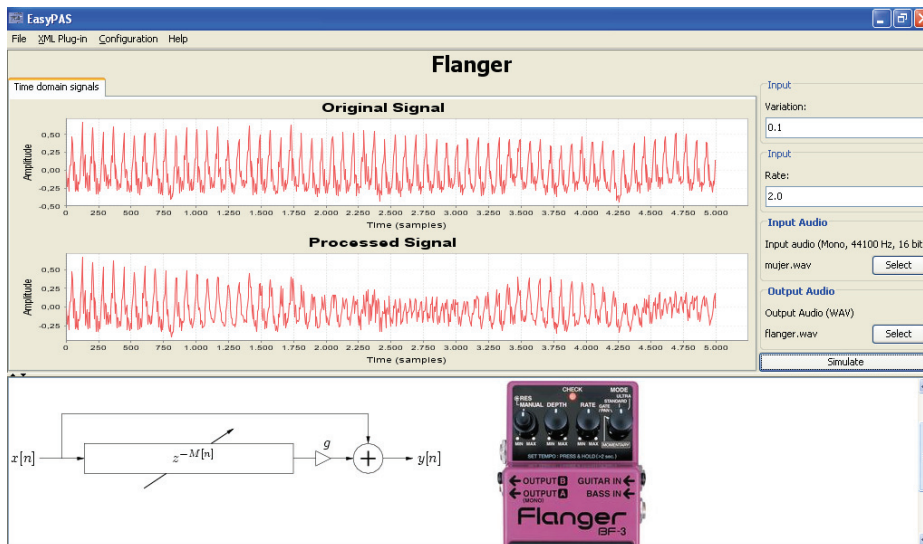 EasyPAS
File XML Plug-in Configuration Help
Flanger
Time domain signals
Original Signal
Amplitude
0,50
0,25
0,00
-0,25
-0,50
0 250 500 750 1.000 1.250 1.500 1.750 2.000 2.250 2.500 2.750 3.000 3.250 3.500 3.750 4.000 4.250 4.500 4.750 5.000
Time (samples)
Processed Signal
Amplitude
0,50
0,25
0,00
-0,25
0 250 500 750 1.000 1.250 1.500 1.750 2.000 2.250 2.500 2.750 3.000 3.250 3.500 3.750 4.000 4.250 4.500 4.750 5.000
Time (samples)
Input
Variation:
0.1
Input
Rate:
2.0
Input Audio
Input audio (Mono, 44100 Hz, 16 bit
mujer.wav Select
Output Audio
Output Audio (WAV)
flanger.wav Select
Simulate
x[n] z^{-M[n]} g + y[n]
CHECK
RES
MANUAL DEPTH RATE MODE
ULTRA
STANDARD
GATE
MOMENTARY
MIN MAX MIN MAX MIN MAX
SET TEMPO : PRESS & HOLD (>2 sec.)
OUTPUT B GUITAR IN
OUTPUT A BASS IN
(MONO)
Flanger
BF-3